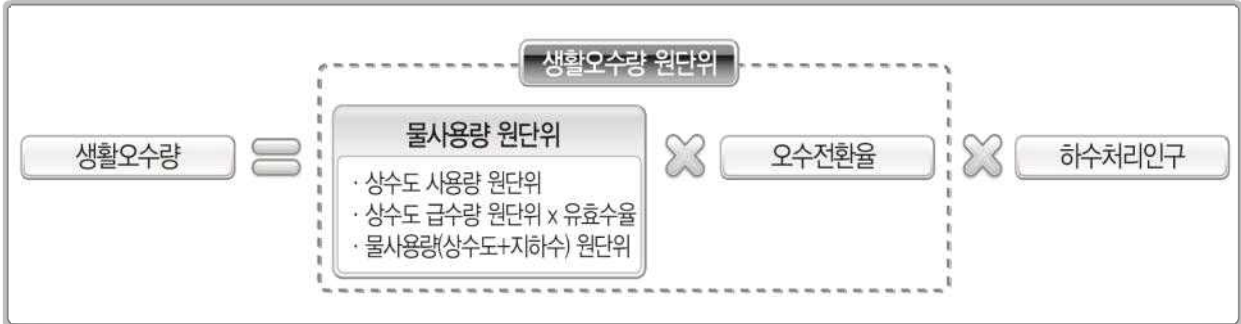 생활오수량 원단위
생활오수량 = 물사용량 원단위 × 오수전환율 × 하수처리인구
· 상수도 사용량 원단위
· 상수도 급수량 원단위 x 유효수율
· 물사용량(상수도+지하수) 원단위